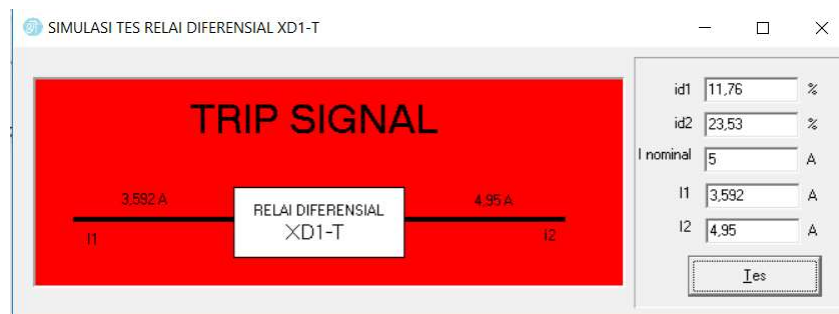 SIMULASI TES RELAI DIFERENSIAL XD1-T
TRIP SIGNAL
3,592 A
4,95 A
RELAI DIFERENSIAL
XD1-T
I1
I2
id1 11,76 %
id2 23,53 %
I nominal 5 A
I1 3,592 A
I2 4,95 A
Tes